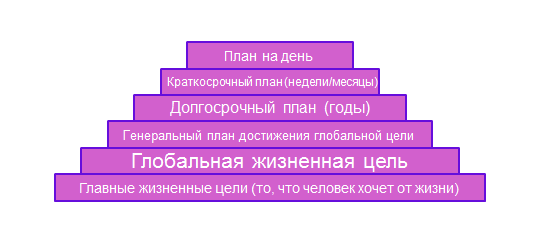 План на день
Краткосрочный план (недели/месяцы)
Долгосрочный план (годы)
Генеральный план достижения глобальной цели
Глобальная жизненная цель
Главные жизненные цели (то, что человек хочет от жизни)